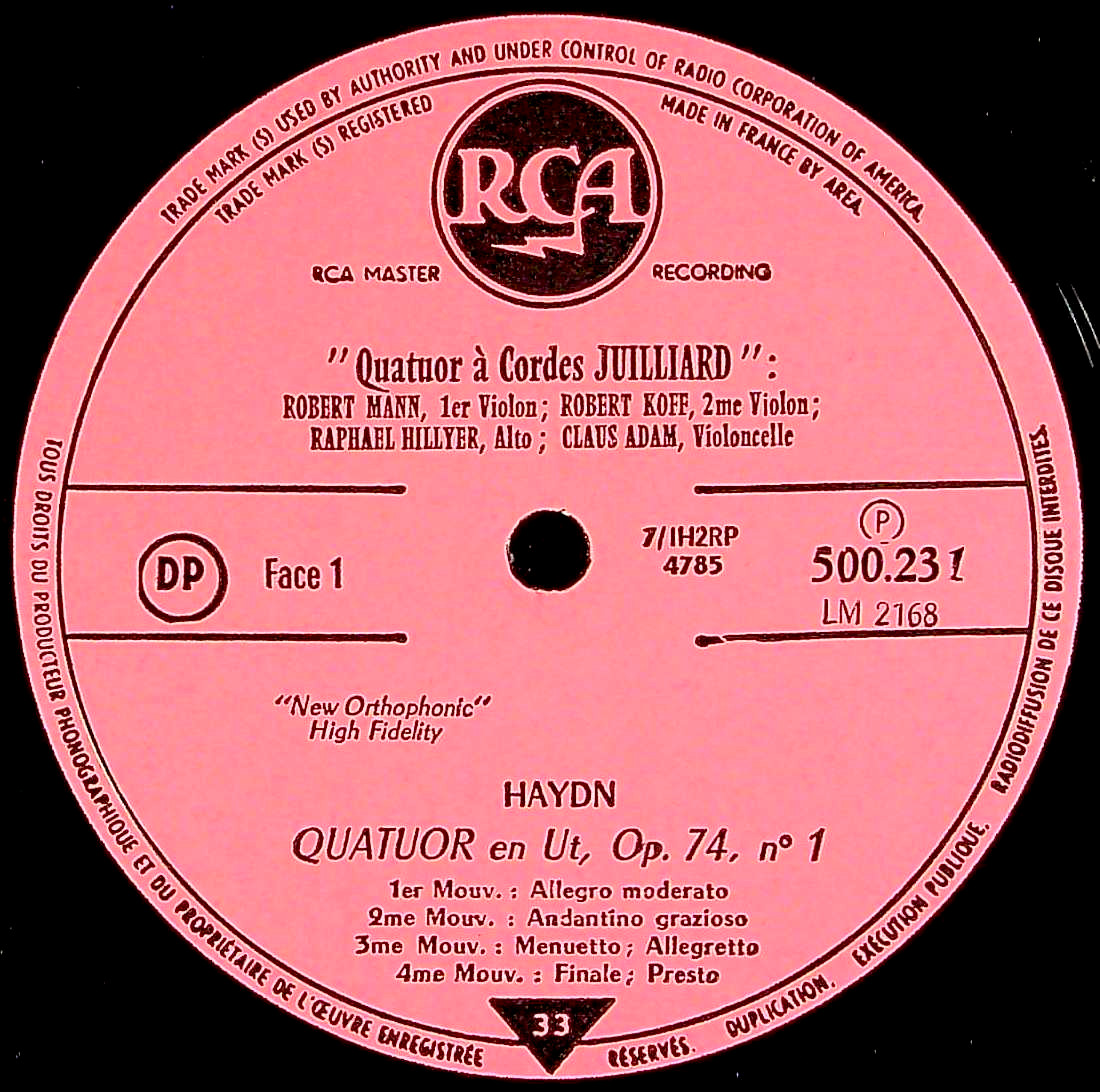 TRADE MARK (S) USED BY AUTHORITY AND UNDER CONTROL OF RADIO CORPORATION OF AMERICA.
TRADE MARK (S) REGISTERED
MADE IN FRANCE BY AREA.
RCA
RCA MASTER RECORDING
"Quatuor à Cordes JUILLIARD":
ROBERT MANN, 1er Violon; ROBERT KOFF, 2me Violon;
RAPHAEL HILLYER, Alto; CLAUS ADAM, Violoncelle
DP
Face 1
7/1H2RP
4785
P
500.231
LM 2168
"New Orthophonic"
High Fidelity
HAYDN
QUATUOR en Ut, Op. 74, n° 1
1er Mouv. : Allegro moderato
2me Mouv. : Andantino grazioso
3me Mouv. : Menuetto; Allegretto
4me Mouv. : Finale; Presto
33
TOUS DROITS DU PRODUCTEUR PHONOGRAPHIQUE ET DU PROPRIÉTAIRE DE L'ŒUVRE ENREGISTRÉE RÉSERVÉS. DUPLICATION. EXÉCUTION PUBLIQUE. RADIODIFFUSION DE CE DISQUE INTERDITES.